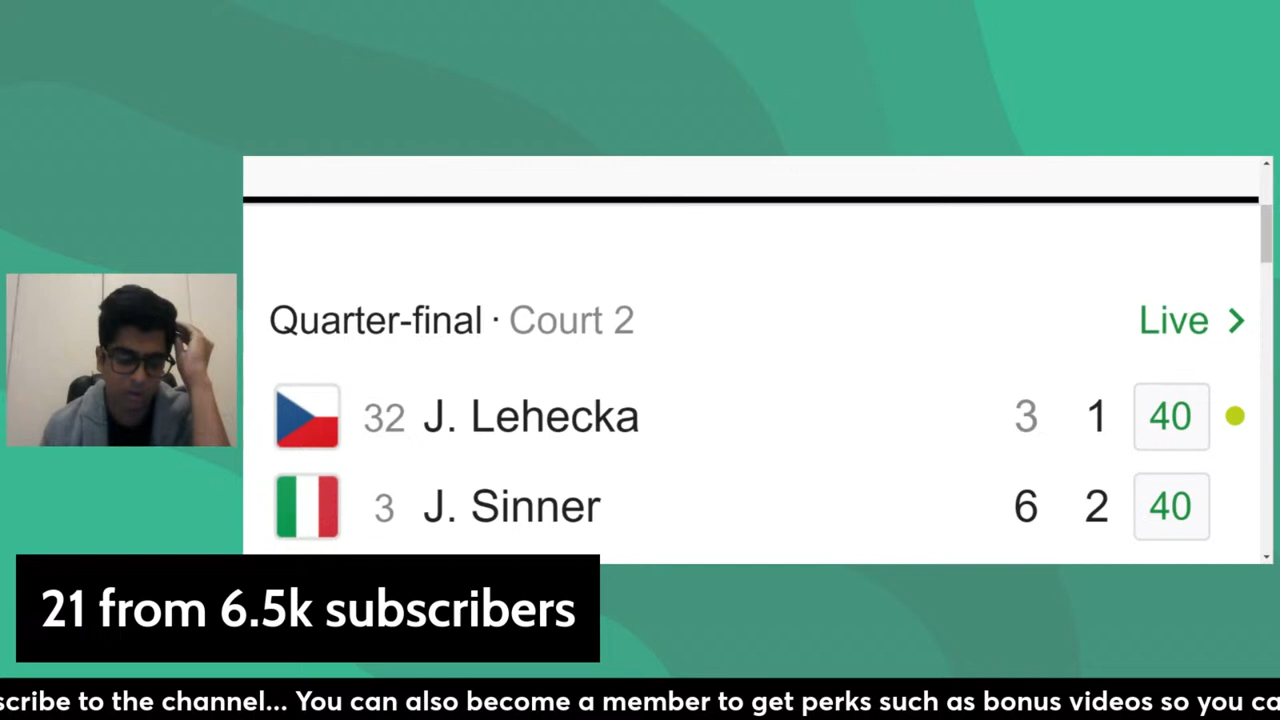 Quarter-final · Court 2 Live
32 J. Lehecka 3 1 40
3 J. Sinner 6 2 40
21 from 6.5k subscribers
scribe to the channel... You can also become a member to get perks such as bonus videos so you ca